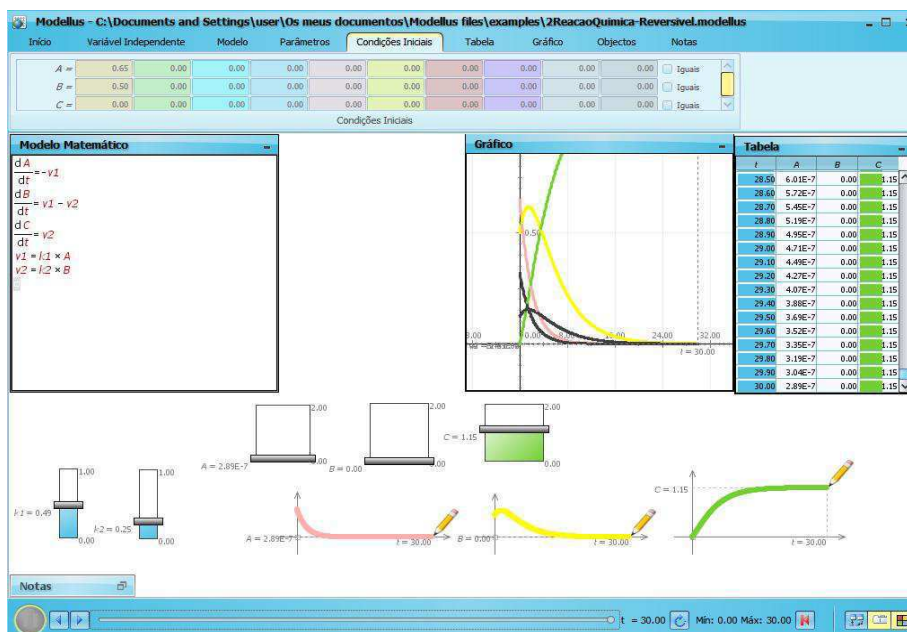 Modellus - C:\Documents and Settings\user\Os meus documentos\Modellus files\examples\2ReacaoQuimica-Reversivel.modellus
Início Variável Independente Modelo Parâmetros Condições Iniciais Tabela Gráfico Objectos Notas
A = 0.65 0.00 0.00 0.00 0.00 0.00 0.00 0.00 0.00 0.00 Iguais
B = 0.50 0.00 0.00 0.00 0.00 0.00 0.00 0.00 0.00 0.00 Iguais
C = 0.00 0.00 0.00 0.00 0.00 0.00 0.00 0.00 0.00 0.00 Iguais
Condições Iniciais
Modelo Matemático
dA/dt = -v1
dB/dt = v1 - v2
dC/dt = v2
v1 = k1 × A
v2 = k2 × B
Gráfico
0.50
8.00 0.00 8.00 16.00 24.00 32.00
t = 30.00
Tabela
t A B C
28.50 6.01E-7 0.00 1.15
28.60 5.72E-7 0.00 1.15
28.70 5.45E-7 0.00 1.15
28.80 5.19E-7 0.00 1.15
28.90 4.95E-7 0.00 1.15
29.00 4.71E-7 0.00 1.15
29.10 4.49E-7 0.00 1.15
29.20 4.27E-7 0.00 1.15
29.30 4.07E-7 0.00 1.15
29.40 3.88E-7 0.00 1.15
29.50 3.69E-7 0.00 1.15
29.60 3.52E-7 0.00 1.15
29.70 3.35E-7 0.00 1.15
29.80 3.19E-7 0.00 1.15
29.90 3.04E-7 0.00 1.15
30.00 2.89E-7 0.00 1.15
2.00
A = 2.89E-7 0.00
2.00
B = 0.00 0.00
2.00
C = 1.15
0.00
1.00
k1 = 0.49
0.00
1.00
k2 = 0.25
0.00
A = 2.89E-7 t = 30.00
B = 0.00 t = 30.00
C = 1.15
t = 30.00
Notas
t = 30.00 Mín: 0.00 Máx: 30.00